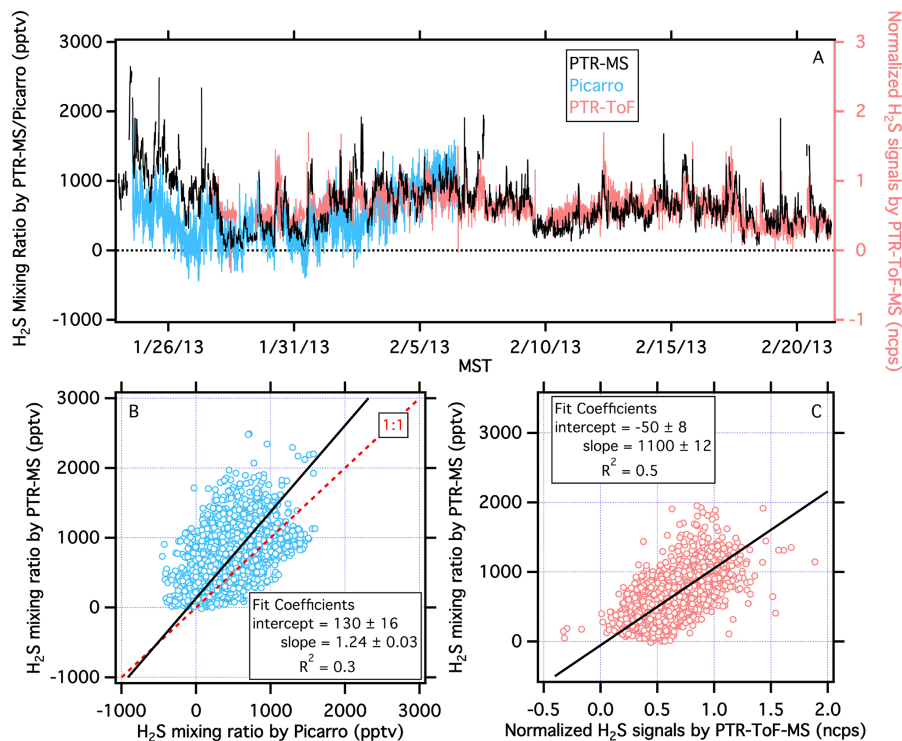 3000
2000
1000
0
-1000
H2S Mixing Ratio by PTR-MS/Picarro (pptv)
PTR-MS
Picarro
PTR-ToF
A
3
2
1
0
-1
Normalized H2S signals by PTR-ToF-MS (ncps)
1/26/13
1/31/13
2/5/13
2/10/13
2/15/13
2/20/13
MST
B
3000
2000
1000
0
-1000
H2S mixing ratio by PTR-MS (pptv)
1:1
Fit Coefficients
intercept = 130 ± 16
slope = 1.24 ± 0.03
R2 = 0.3
-1000
0
1000
2000
3000
H2S mixing ratio by Picarro (pptv)
C
Fit Coefficients
intercept = -50 ± 8
slope = 1100 ± 12
R2 = 0.5
3000
2000
1000
0
H2S mixing ratio by PTR-MS (pptv)
-0.5
0.0
0.5
1.0
1.5
2.0
Normalized H2S signals by PTR-ToF-MS (ncps)